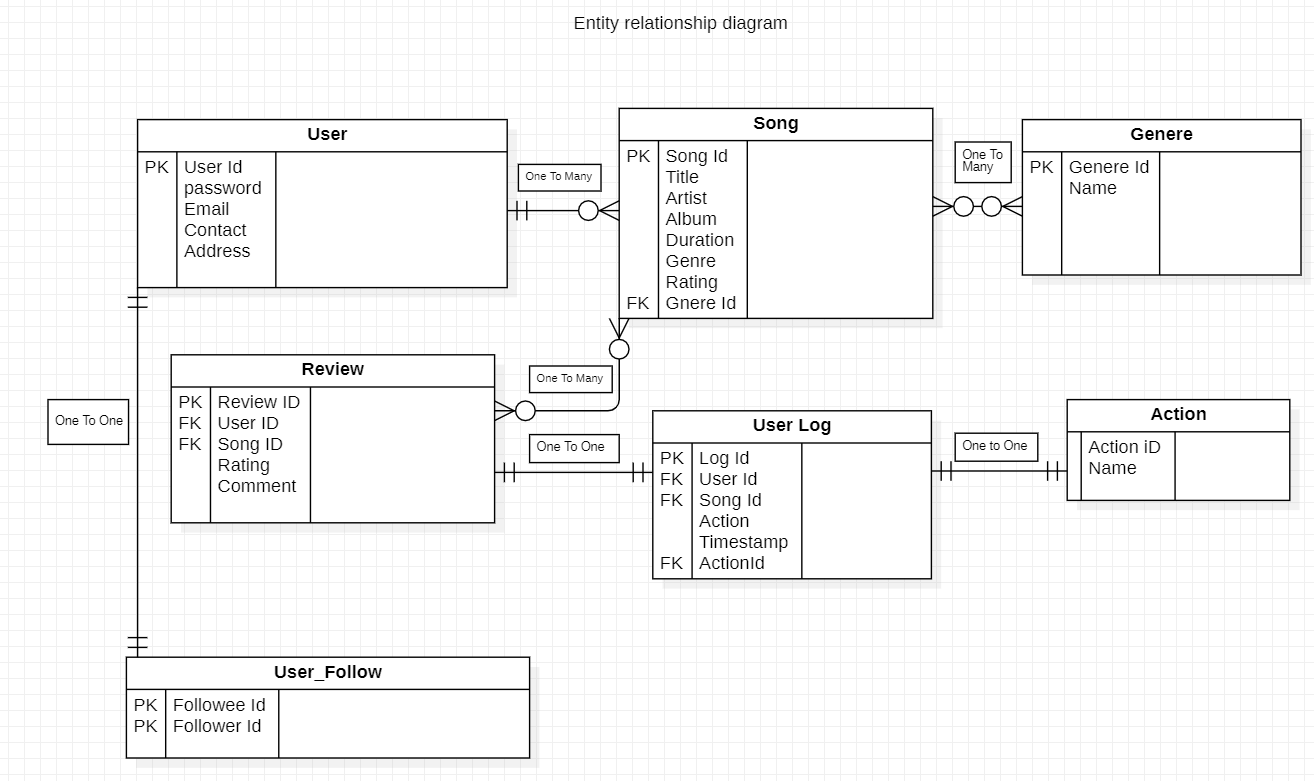 Entity relationship diagram
User
PK User Id
password
Email
Contact
Address
One To Many
Song
PK Song Id
Title
Artist
Album
Duration
Genre
Rating
FK Gnere Id
One To
Many
Genere
PK Genere Id
Name
One To One
Review
PK Review ID
FK User ID
FK Song ID
Rating
Comment
One To Many
One To One
User Log
PK Log Id
FK User Id
FK Song Id
Action
Timestamp
FK ActionId
One to One
Action
Action iD
Name
User_Follow
PK Followee Id
PK Follower Id